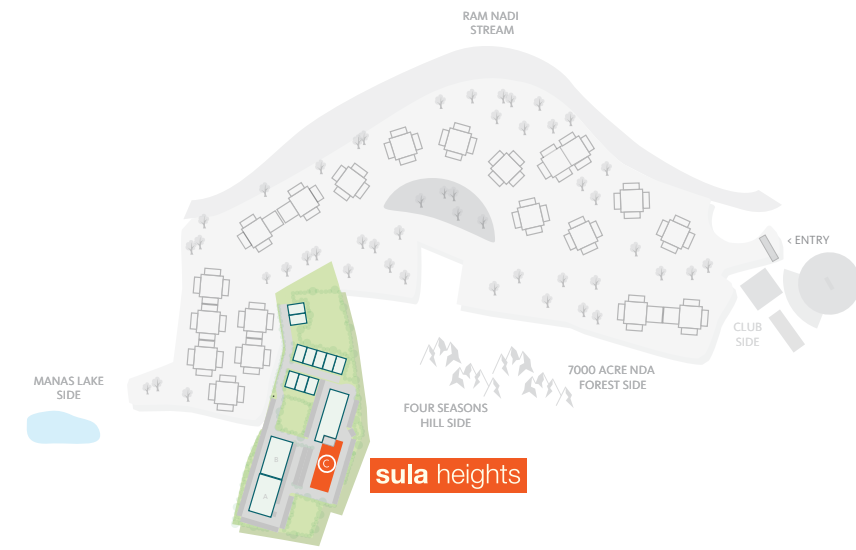 RAM NADI
STREAM
< ENTRY
CLUB
SIDE
7000 ACRE NDA
FOREST SIDE
MANAS LAKE
SIDE
FOUR SEASONS
HILL SIDE
B
C
sula heights
A